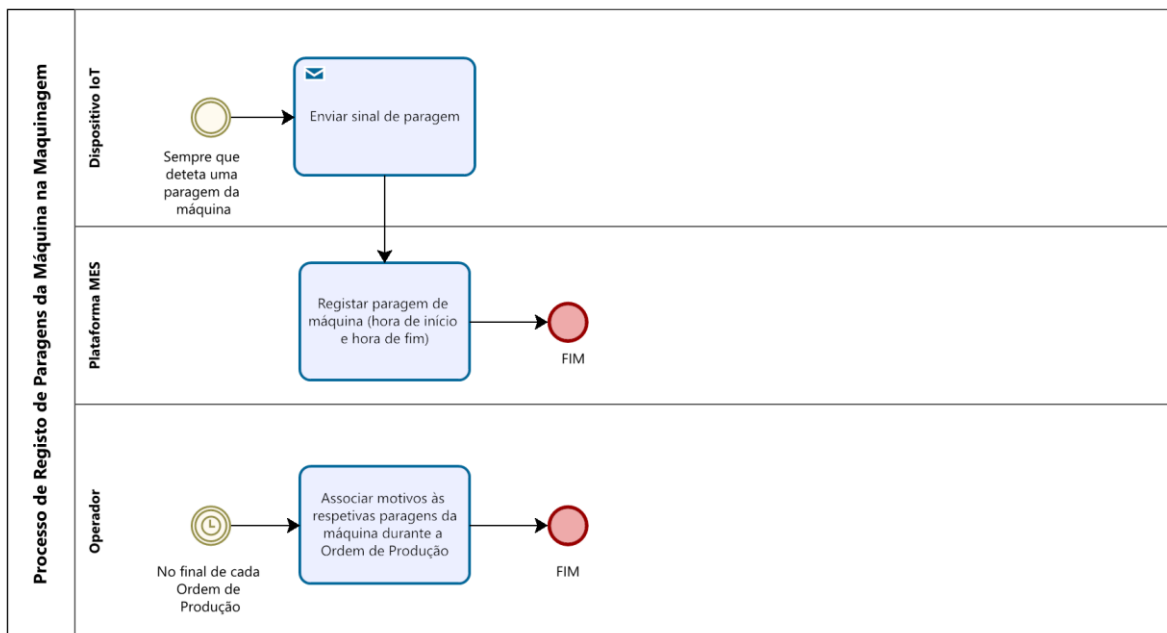 Processo de Registo de Paragens da Máquina na Maquinagem
Dispositivo IoT
Enviar sinal de paragem
Sempre que
deteta uma
paragem da
máquina
Plataforma MES
Registar paragem de
máquina (hora de início
e hora de fim)
FIM
Operador
Associar motivos às
respetivas paragens da
máquina durante a
Ordem de Produção
No final de cada
Ordem de
Produção
FIM